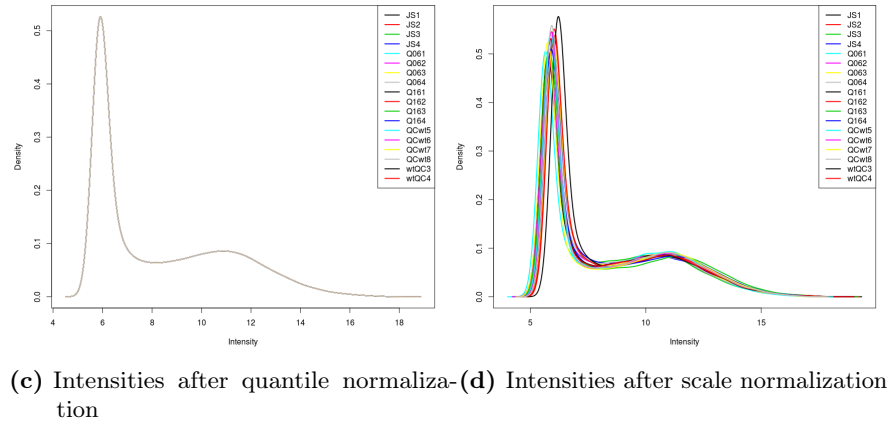 0.5
0.4
0.3
0.2
0.1
0.0
Density
4 6 8 10 12 14 16 18
Intensity
JS1
JS2
JS3
JS4
Q061
Q062
Q063
Q064
Q161
Q162
Q163
Q164
QCwt5
QCwt6
QCwt7
QCwt8
wtQC3
wtQC4
0.5
0.4
0.3
0.2
0.1
0.0
Density
5 10 15
Intensity
JS1
JS2
JS3
JS4
Q061
Q062
Q063
Q064
Q161
Q162
Q163
Q164
QCwt5
QCwt6
QCwt7
QCwt8
wtQC3
wtQC4
(c) Intensities after quantile normaliza-
tion
(d) Intensities after scale normalization